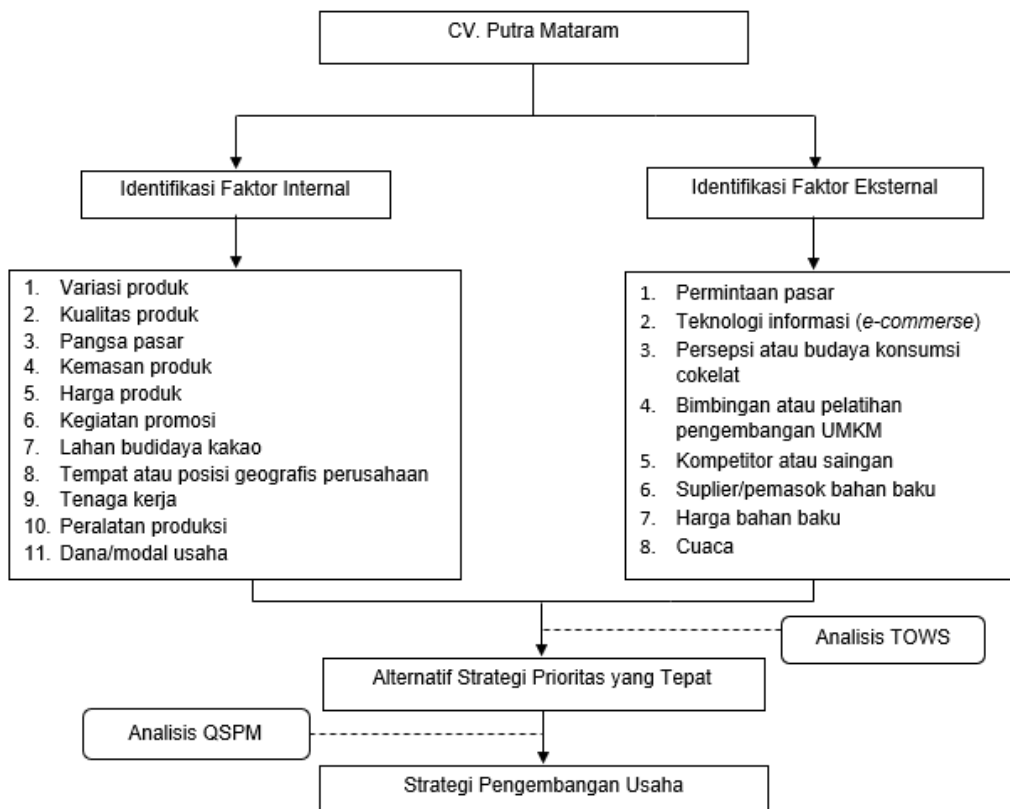 CV. Putra Mataram
Identifikasi Faktor Internal
Identifikasi Faktor Eksternal
1. Variasi produk
2. Kualitas produk
3. Pangsa pasar
4. Kemasan produk
5. Harga produk
6. Kegiatan promosi
7. Lahan budidaya kakao
8. Tempat atau posisi geografis perusahaan
9. Tenaga kerja
10. Peralatan produksi
11. Dana/modal usaha
1. Permintaan pasar
2. Teknologi informasi (e-commerse)
3. Persepsi atau budaya konsumsi
cokelat
4. Bimbingan atau pelatihan
pengembangan UMKM
5. Kompetitor atau saingan
6. Suplier/pemasok bahan baku
7. Harga bahan baku
8. Cuaca
Analisis TOWS
Alternatif Strategi Prioritas yang Tepat
Analisis QSPM
Strategi Pengembangan Usaha